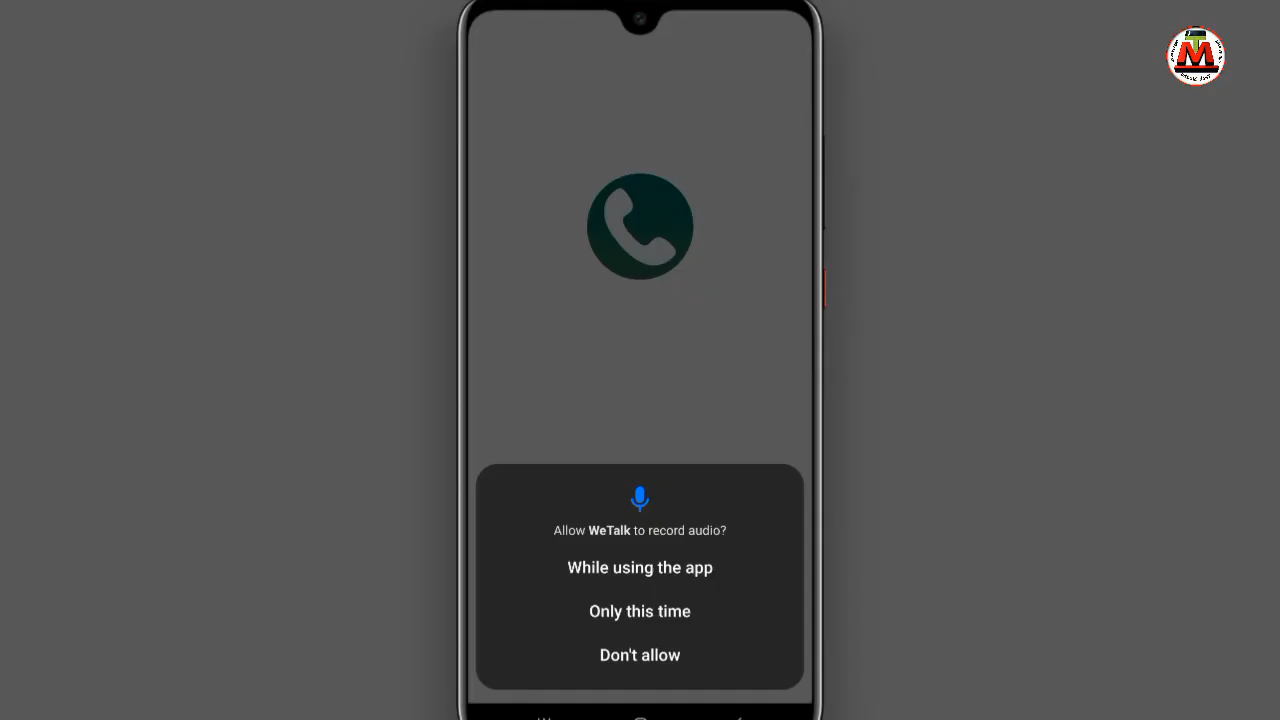 M
Allow WeTalk to record audio?
While using the app
Only this time
Don't allow